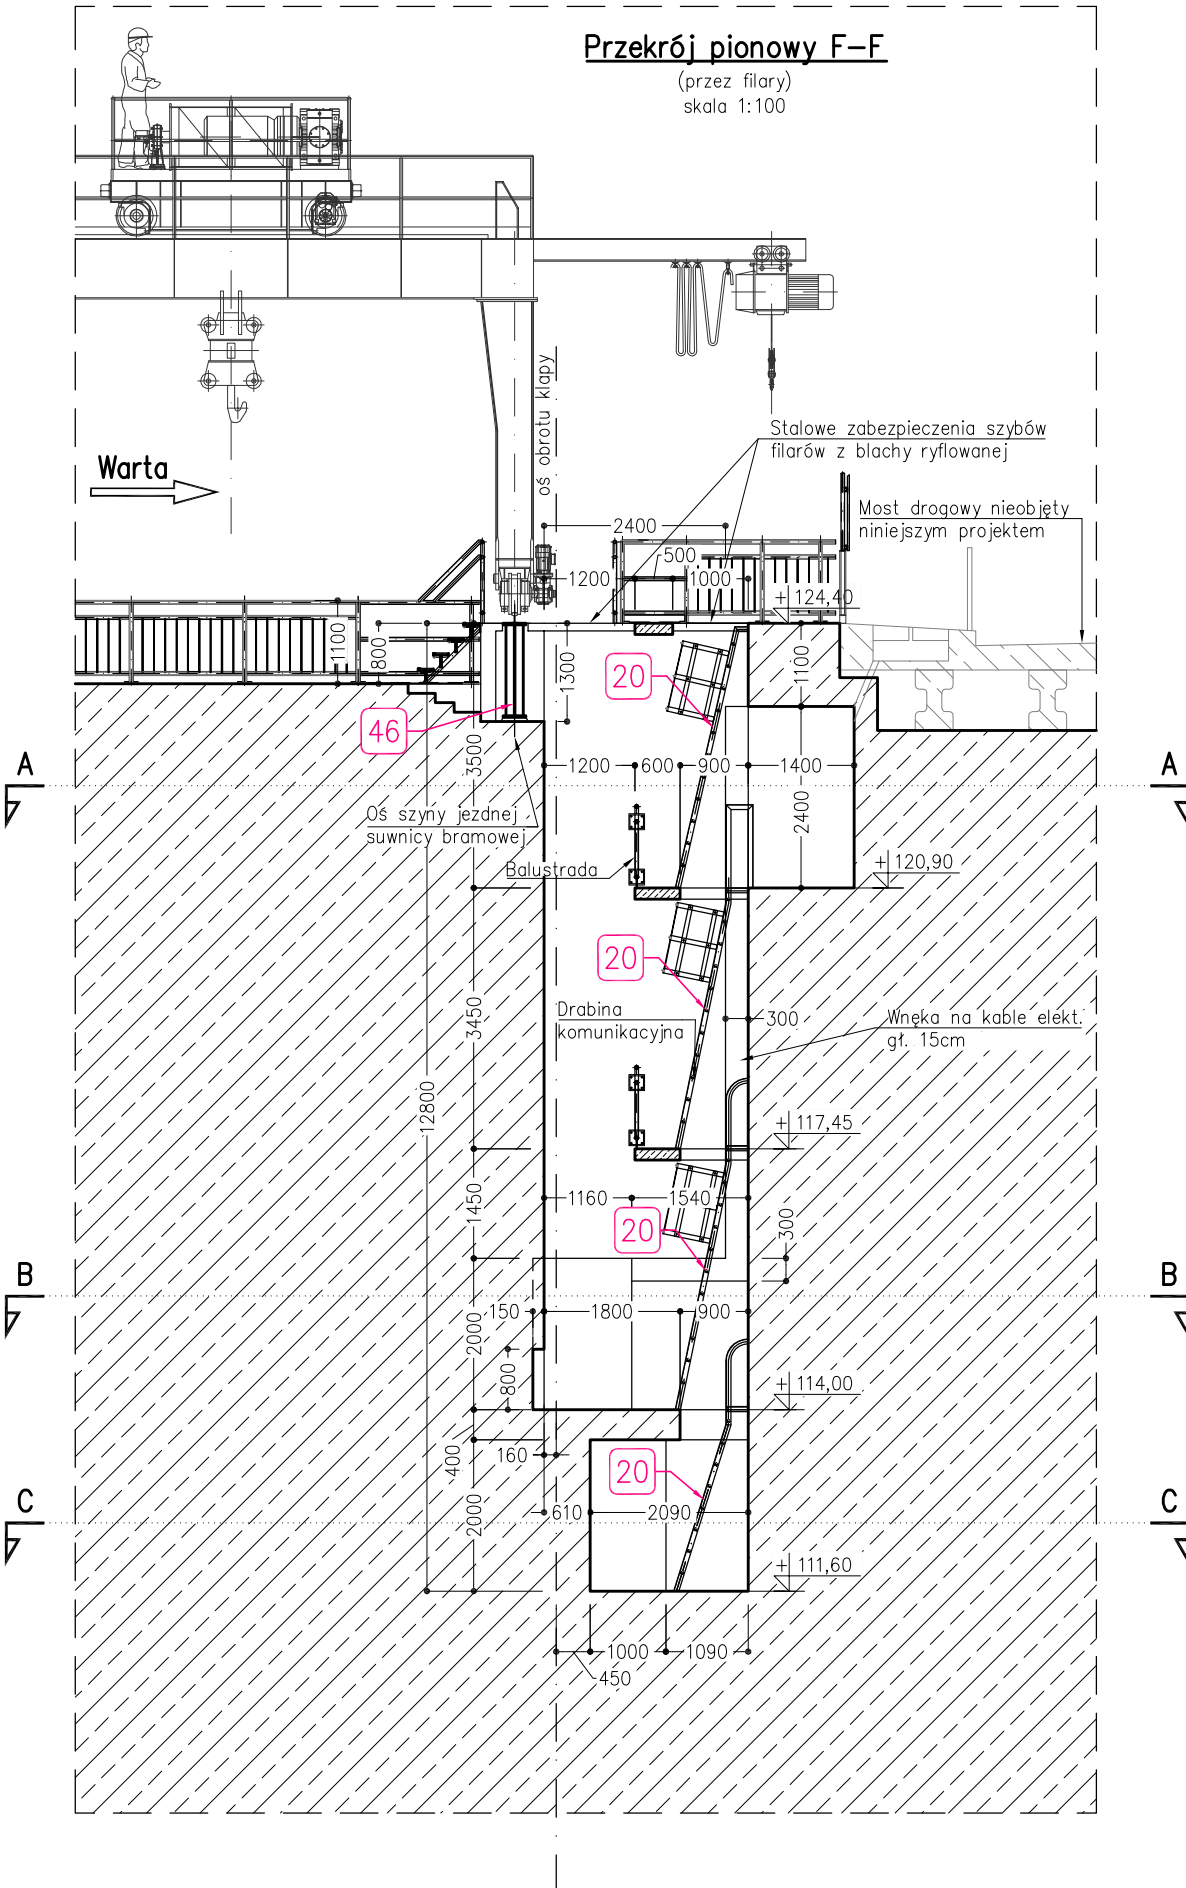 Przekrój pionowy F-F
(przez filary)
skala 1:100
oś obrotu klapy
Stalowe zabezpieczenia szybów
filarów z blachy ryflowanej
Warta
Most drogowy nieobjęty
niniejszym projektem
2400
500
1200
1000
+ 124,40
1100
800
1300
1100
20
46
3500
1200
600
900
1400
A
A
2400
Oś szyny jezdnej
suwnicy bramowej
Balustrada
+ 120,90
20
3450
Drabina
komunikacyjna
300
Wnęka na kable elekt.
gł. 15cm
12800
+ 117,45
1450
1160
1540
20
300
B
B
150
1800
900
2000
800
+ 114,00
400
160
20
C
C
2000
610
2090
+ 111,60
1000
1090
450